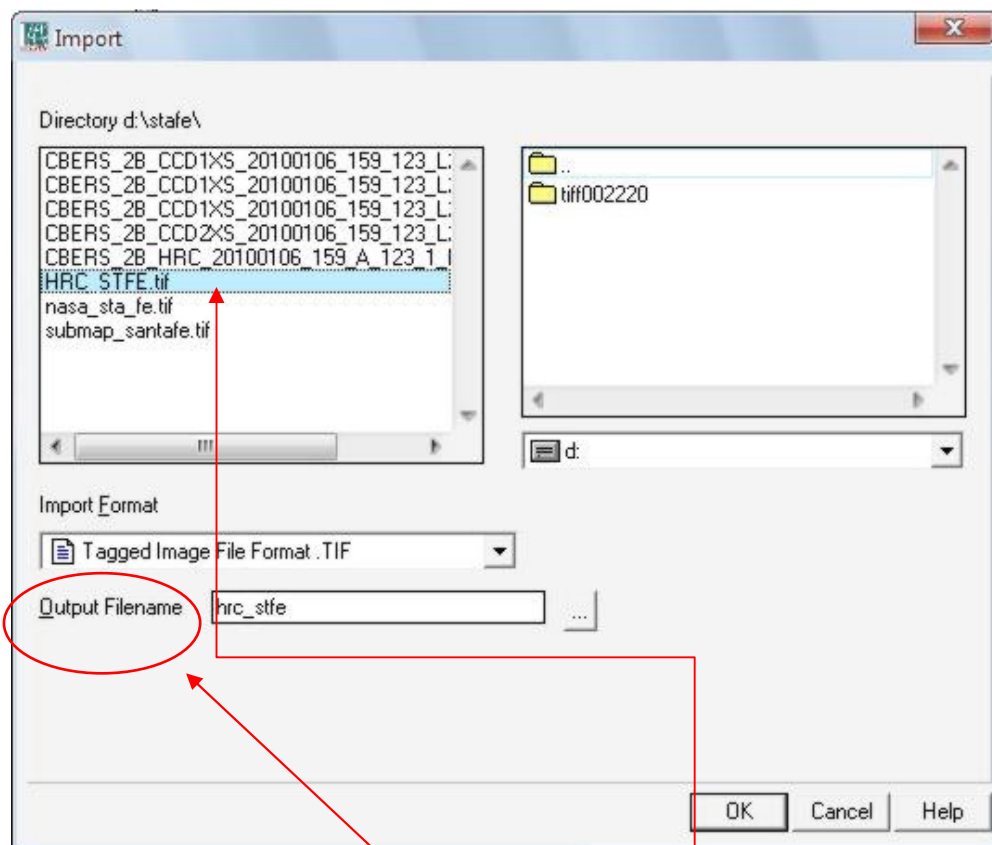 Import
Directory d:\stafe\
CBERS_2B_CCD1XS_20100106_159_123_L
CBERS_2B_CCD1XS_20100106_159_123_L
CBERS_2B_CCD1XS_20100106_159_123_L
CBERS_2B_CCD2XS_20100106_159_123_L
CBERS_2B_HRC_20100106_159_A_123_1_
HRC_STFE.tif
nasa_sta_fe.tif
submap_santafe.tif
..
tiff002220
d:
Import Format
Tagged Image File Format .TIF
Output Filename
hrc_stfe
...
OK
Cancel
Help